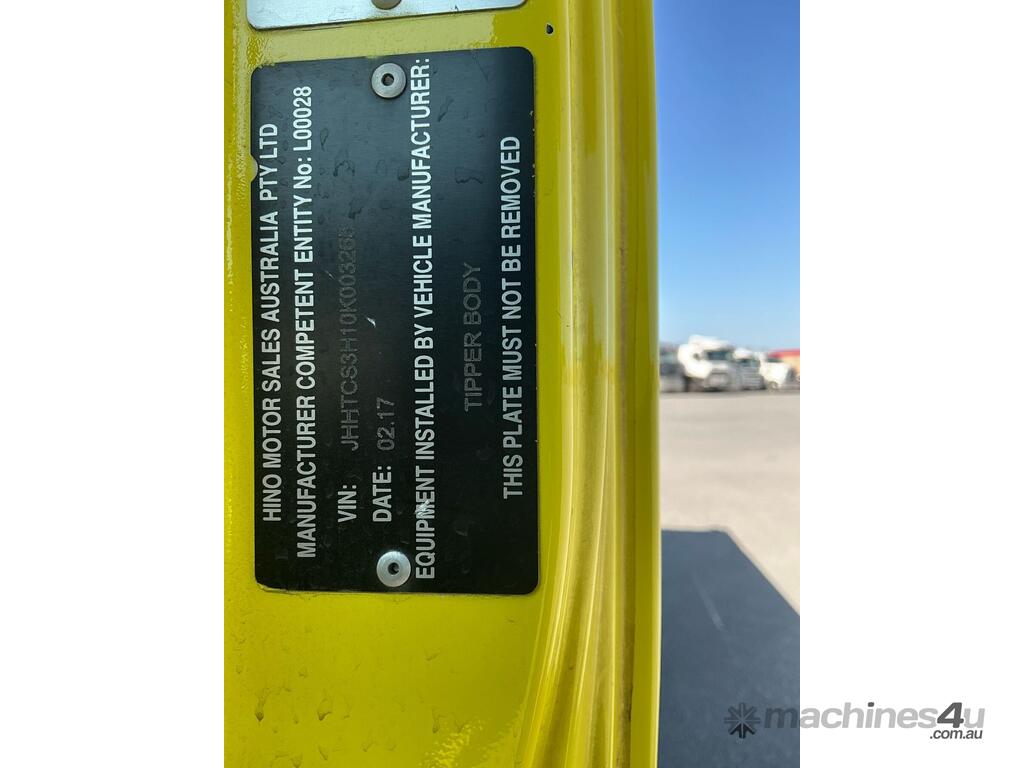 HINO MOTOR SALES AUSTRALIA PTY LTD
MANUFACTURER COMPETENT ENTITY No: L00028
VIN:
DATE: 02.17
EQUIPMENT INSTALLED BY VEHICLE MANUFACTURER:
TIPPER BODY
THIS PLATE MUST NOT BE REMOVED
machines4u
.com.au